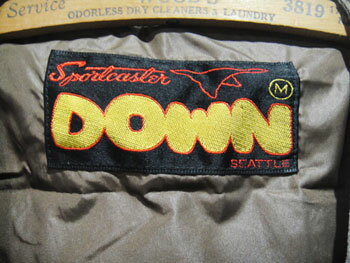 Service
ODORLESS DRY CLEANERS & LAUNDRY
3819
Sportcaster
M
DOWN
SEATTLE